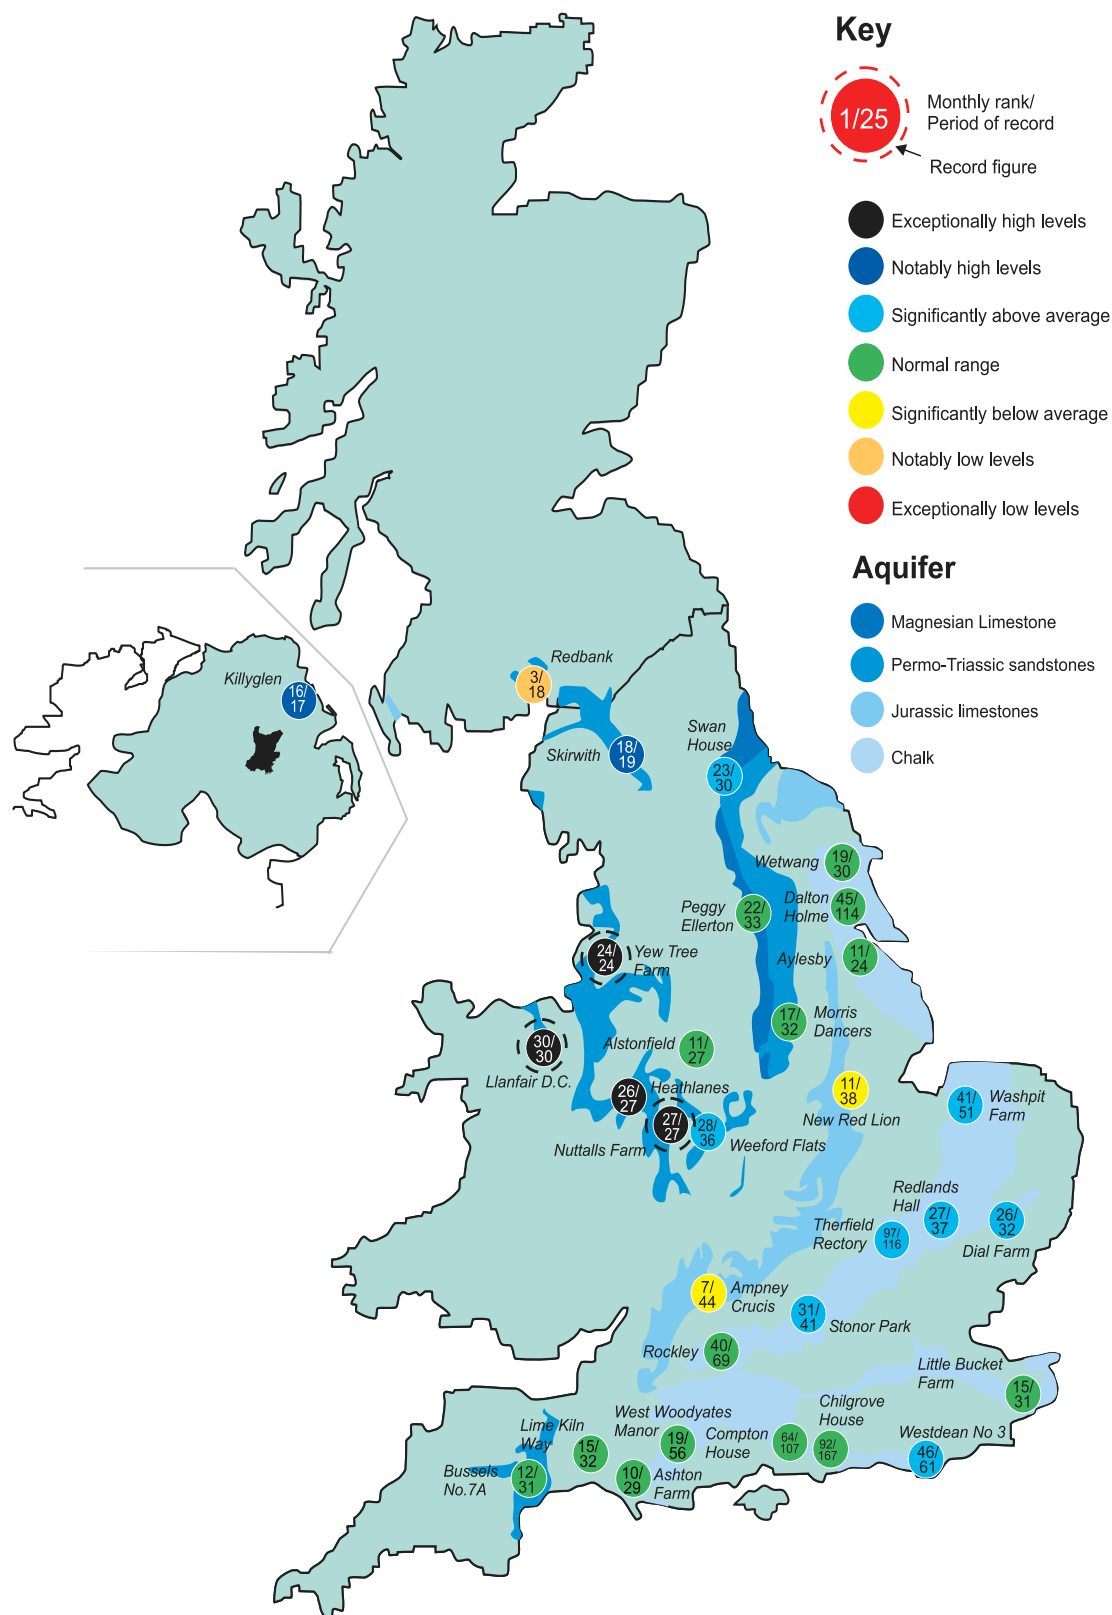 Key
1/25
Monthly rank/
Period of record
Record figure
Exceptionally high levels
Notably high levels
Significantly above average
Normal range
Significantly below average
Notably low levels
Exceptionally low levels
Aquifer
Magnesian Limestone
Permo-Triassic sandstones
Jurassic limestones
Chalk
Redbank
3/
18
Killyglen
16/
17
Skirwith
18/
19
Swan
House
23/
30
Wetwang
19/
30
Dalton
Holme
45/
114
Peggy
Ellerton
22/
33
Aylesby
11/
24
Yew Tree
Farm
24/
24
Morris
Dancers
17/
32
Llanfair D.C.
30/
30
Alstonfield
11/
27
Heathlanes
26/
27
Nuttalls Farm
27/
27
Weeford Flats
28/
36
New Red Lion
11/
38
Washpit
Farm
41/
51
Redlands
Hall
27/
37
Therfield
Rectory
97/
116
Dial Farm
26/
32
Ampney
Crucis
7/
44
Stonor Park
31/
41
Rockley
40/
69
Little Bucket
Farm
15/
31
Chilgrove
House
92/
167
West Woodyates
Manor
19/
56
Compton
House
64/
107
Westdean No 3
46/
61
Lime Kiln
Way
15/
32
Bussels
No.7A
12/
31
Ashton
Farm
10/
29